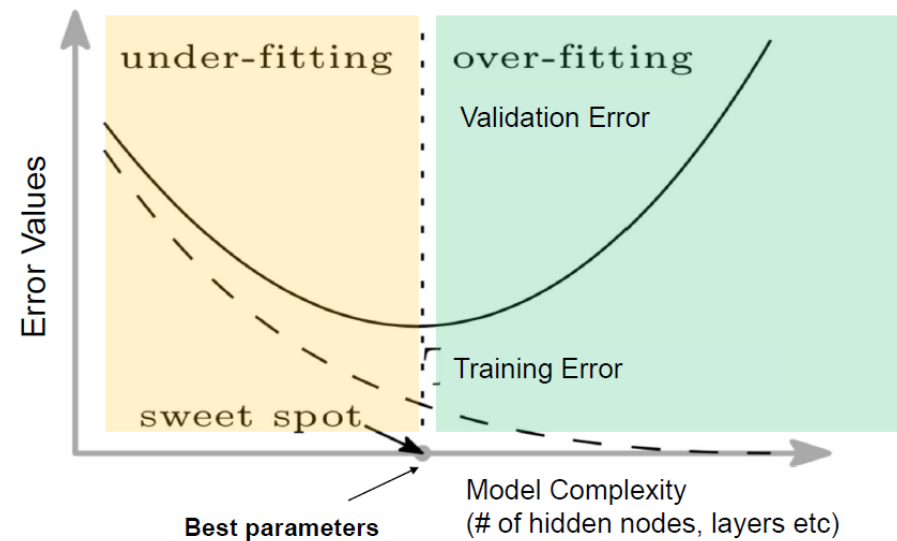 under-fitting
over-fitting
Validation Error
Error Values
Training Error
sweet spot
Model Complexity
(# of hidden nodes, layers etc)
Best parameters